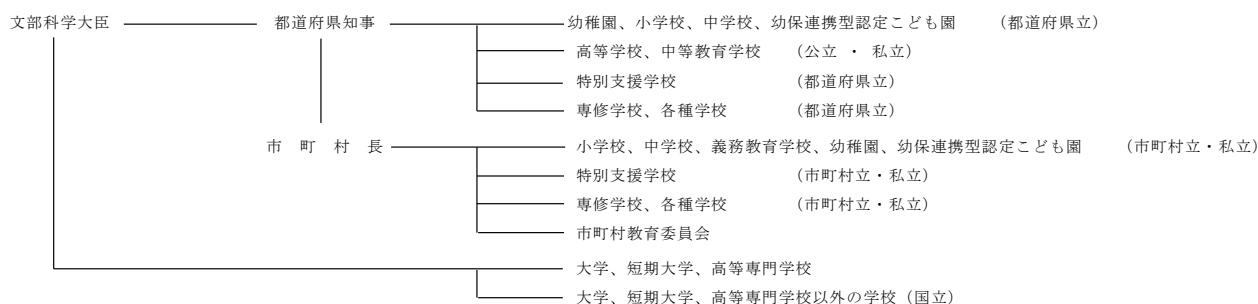 文部科学大臣 都道府県知事 幼稚園、小学校、中学校、幼保連携型認定こども園 （都道府県立）
高等学校、中等教育学校 （公立 ・ 私立）
特別支援学校 （都道府県立）
専修学校、各種学校 （都道府県立）
市 町 村 長 小学校、中学校、義務教育学校、幼稚園、幼保連携型認定こども園 （市町村立・私立）
特別支援学校 （市町村立・私立）
専修学校、各種学校 （市町村立・私立）
市町村教育委員会
大学、短期大学、高等専門学校
大学、短期大学、高等専門学校以外の学校（国立）